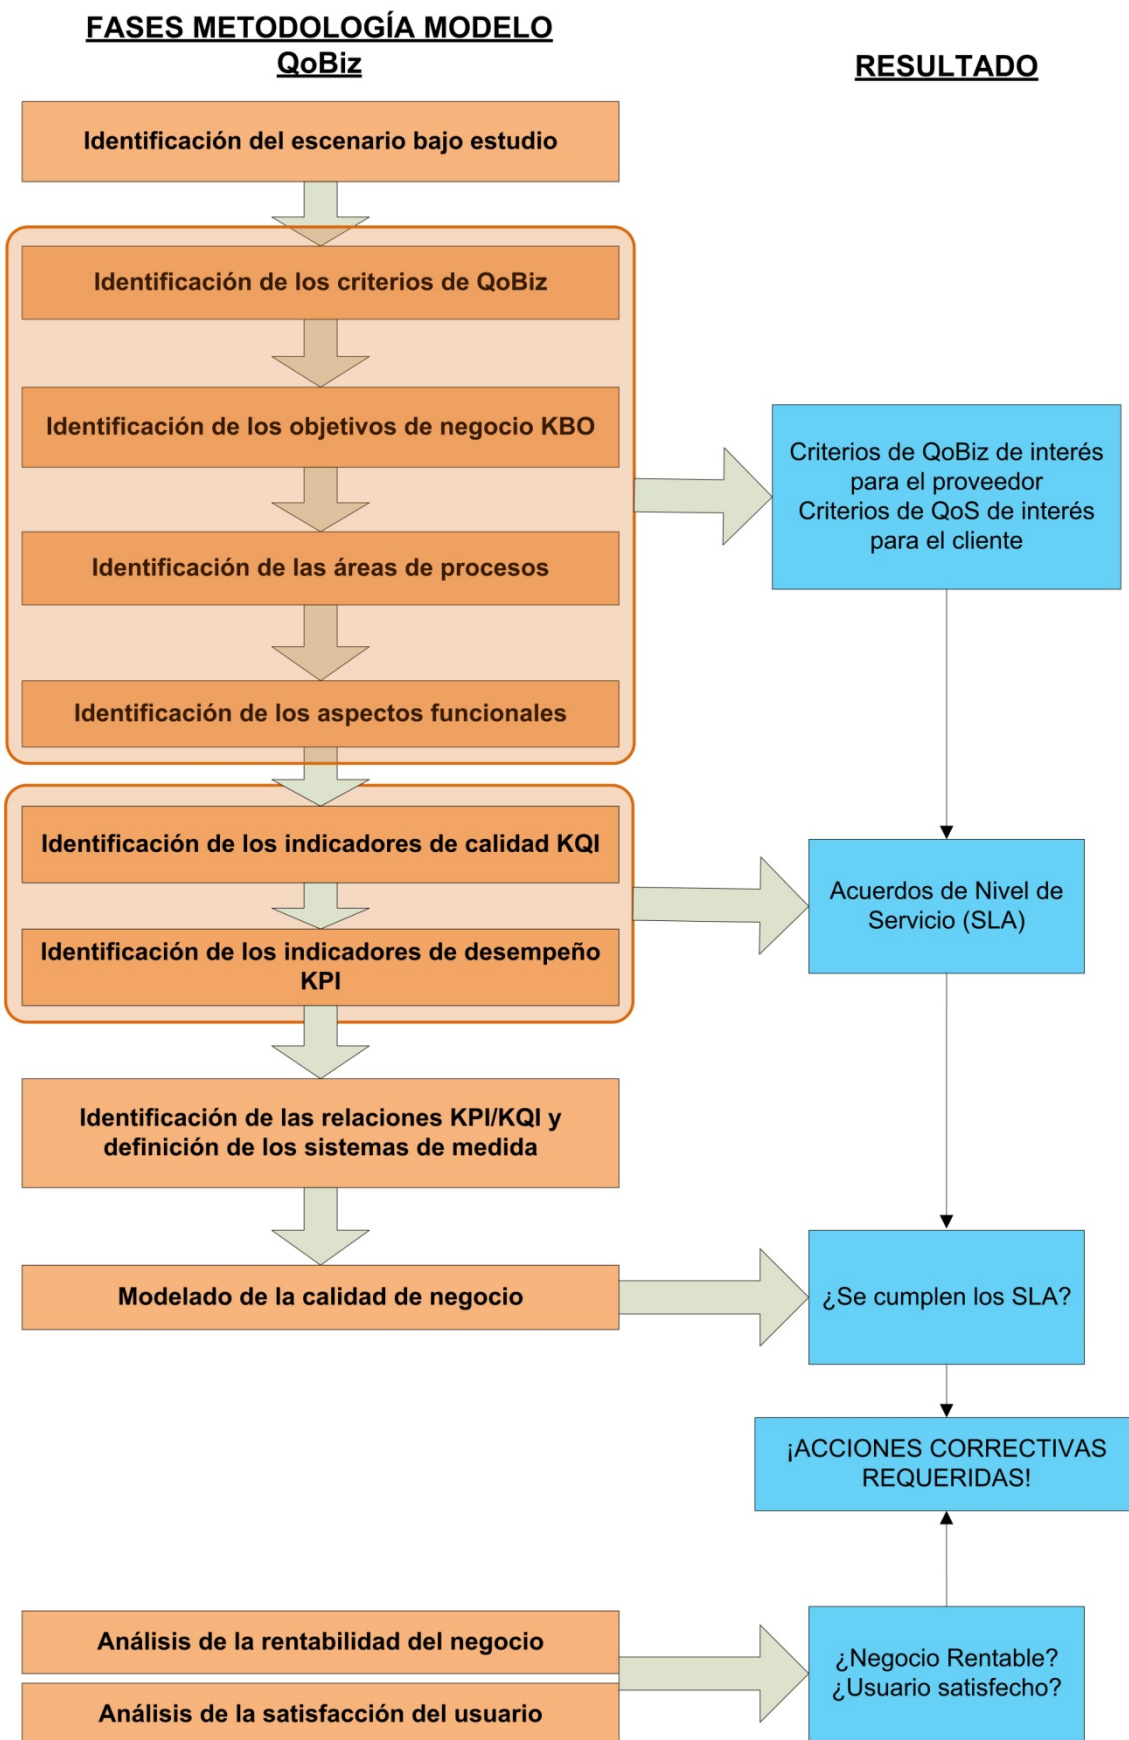 FASES METODOLOGÍA MODELO
QoBiz
RESULTADO
Identificación del escenario bajo estudio
Identificación de los criterios de QoBiz
Identificación de los objetivos de negocio KBO
Identificación de las áreas de procesos
Identificación de los aspectos funcionales
Criterios de QoBiz de interés
para el proveedor
Criterios de QoS de interés
para el cliente
Identificación de los indicadores de calidad KQI
Identificación de los indicadores de desempeño
KPI
Acuerdos de Nivel de
Servicio (SLA)
Identificación de las relaciones KPI/KQI y
definición de los sistemas de medida
Modelado de la calidad de negocio
¿Se cumplen los SLA?
¡ACCIONES CORRECTIVAS
REQUERIDAS!
Análisis de la rentabilidad del negocio
Análisis de la satisfacción del usuario
¿Negocio Rentable?
¿Usuario satisfecho?